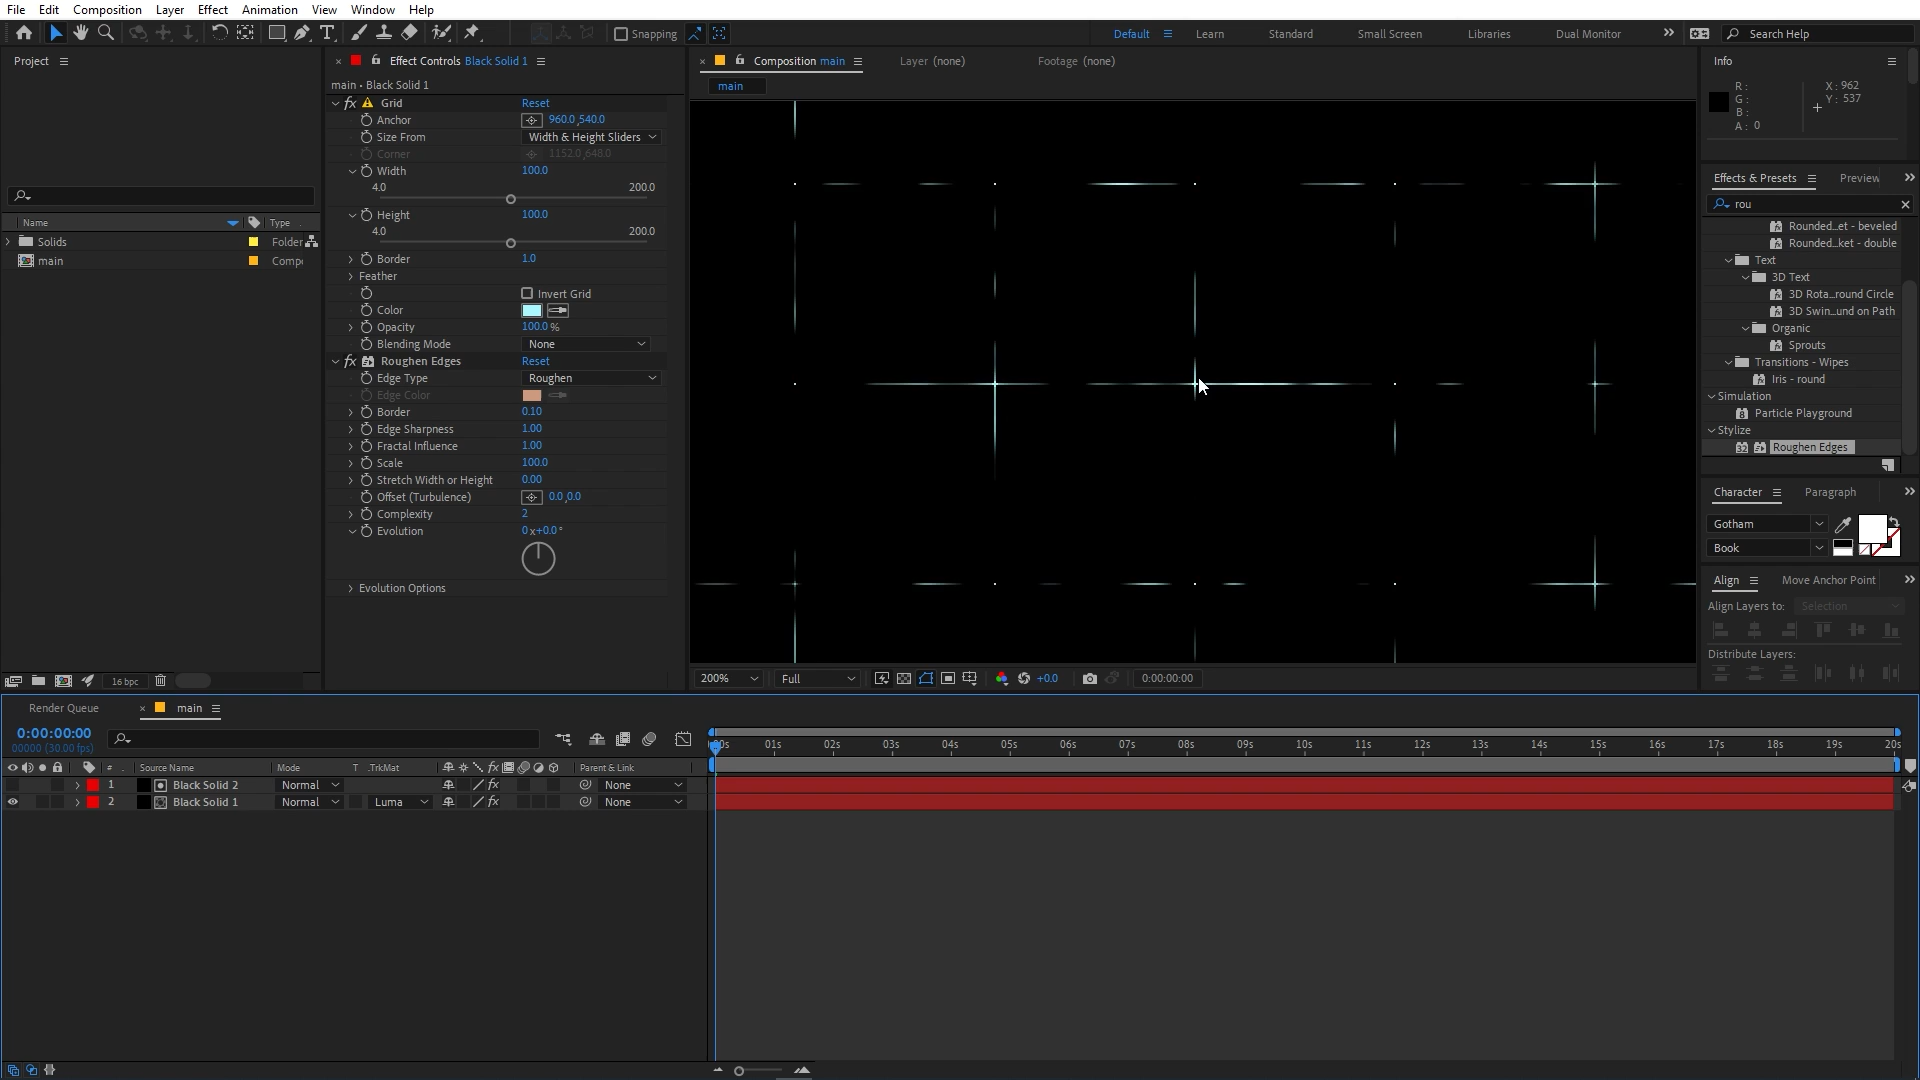 File Edit Composition Layer Effect Animation View Window Help
Snapping
Default Learn Standard Small Screen Libraries Dual Monitor Search Help
Project
Name Type
Solids Folder
main Comp
16 bpc
Effect Controls Black Solid 1
main • Black Solid 1
fx Grid Reset
Anchor 960.0,540.0
Size From Width & Height Sliders
Corner 1152.0,648.0
Width 100.0
4.0 200.0
Height 100.0
4.0 200.0
Border 1.0
Feather
Invert Grid
Color
Opacity 100.0 %
Blending Mode None
fx Roughen Edges Reset
Edge Type Roughen
Edge Color
Border 0.10
Edge Sharpness 1.00
Fractal Influence 1.00
Scale 100.0
Stretch Width or Height 0.00
Offset (Turbulence) 0.0,0.0
Complexity 2
Evolution 0x+0.0°
Evolution Options
Composition main Layer (none) Footage (none)
main
200% Full +0.0 0:00:00:00
Info
R: X: 962
G: Y: 537
B:
A: 0
Effects & Presets Preview
rou
Rounded...et - beveled
Rounded...ket - double
Text
3D Text
3D Rota...round Circle
3D Swin...und on Path
Organic
Sprouts
Transitions - Wipes
Iris - round
Simulation
Particle Playground
Stylize
32 Roughen Edges
Character Paragraph
Gotham
Book
Align Move Anchor Point
Align Layers to: Selection
Distribute Layers:
Render Queue main
0:00:00:00
00000 (30.00 fps)
:00s 01s 02s 03s 04s 05s 06s 07s 08s 09s 10s 11s 12s 13s 14s 15s 16s 17s 18s 19s 20s
# Source Name Mode T .TrkMat fx Parent & Link
1 Black Solid 2 Normal fx None
2 Black Solid 1 Normal Luma fx None